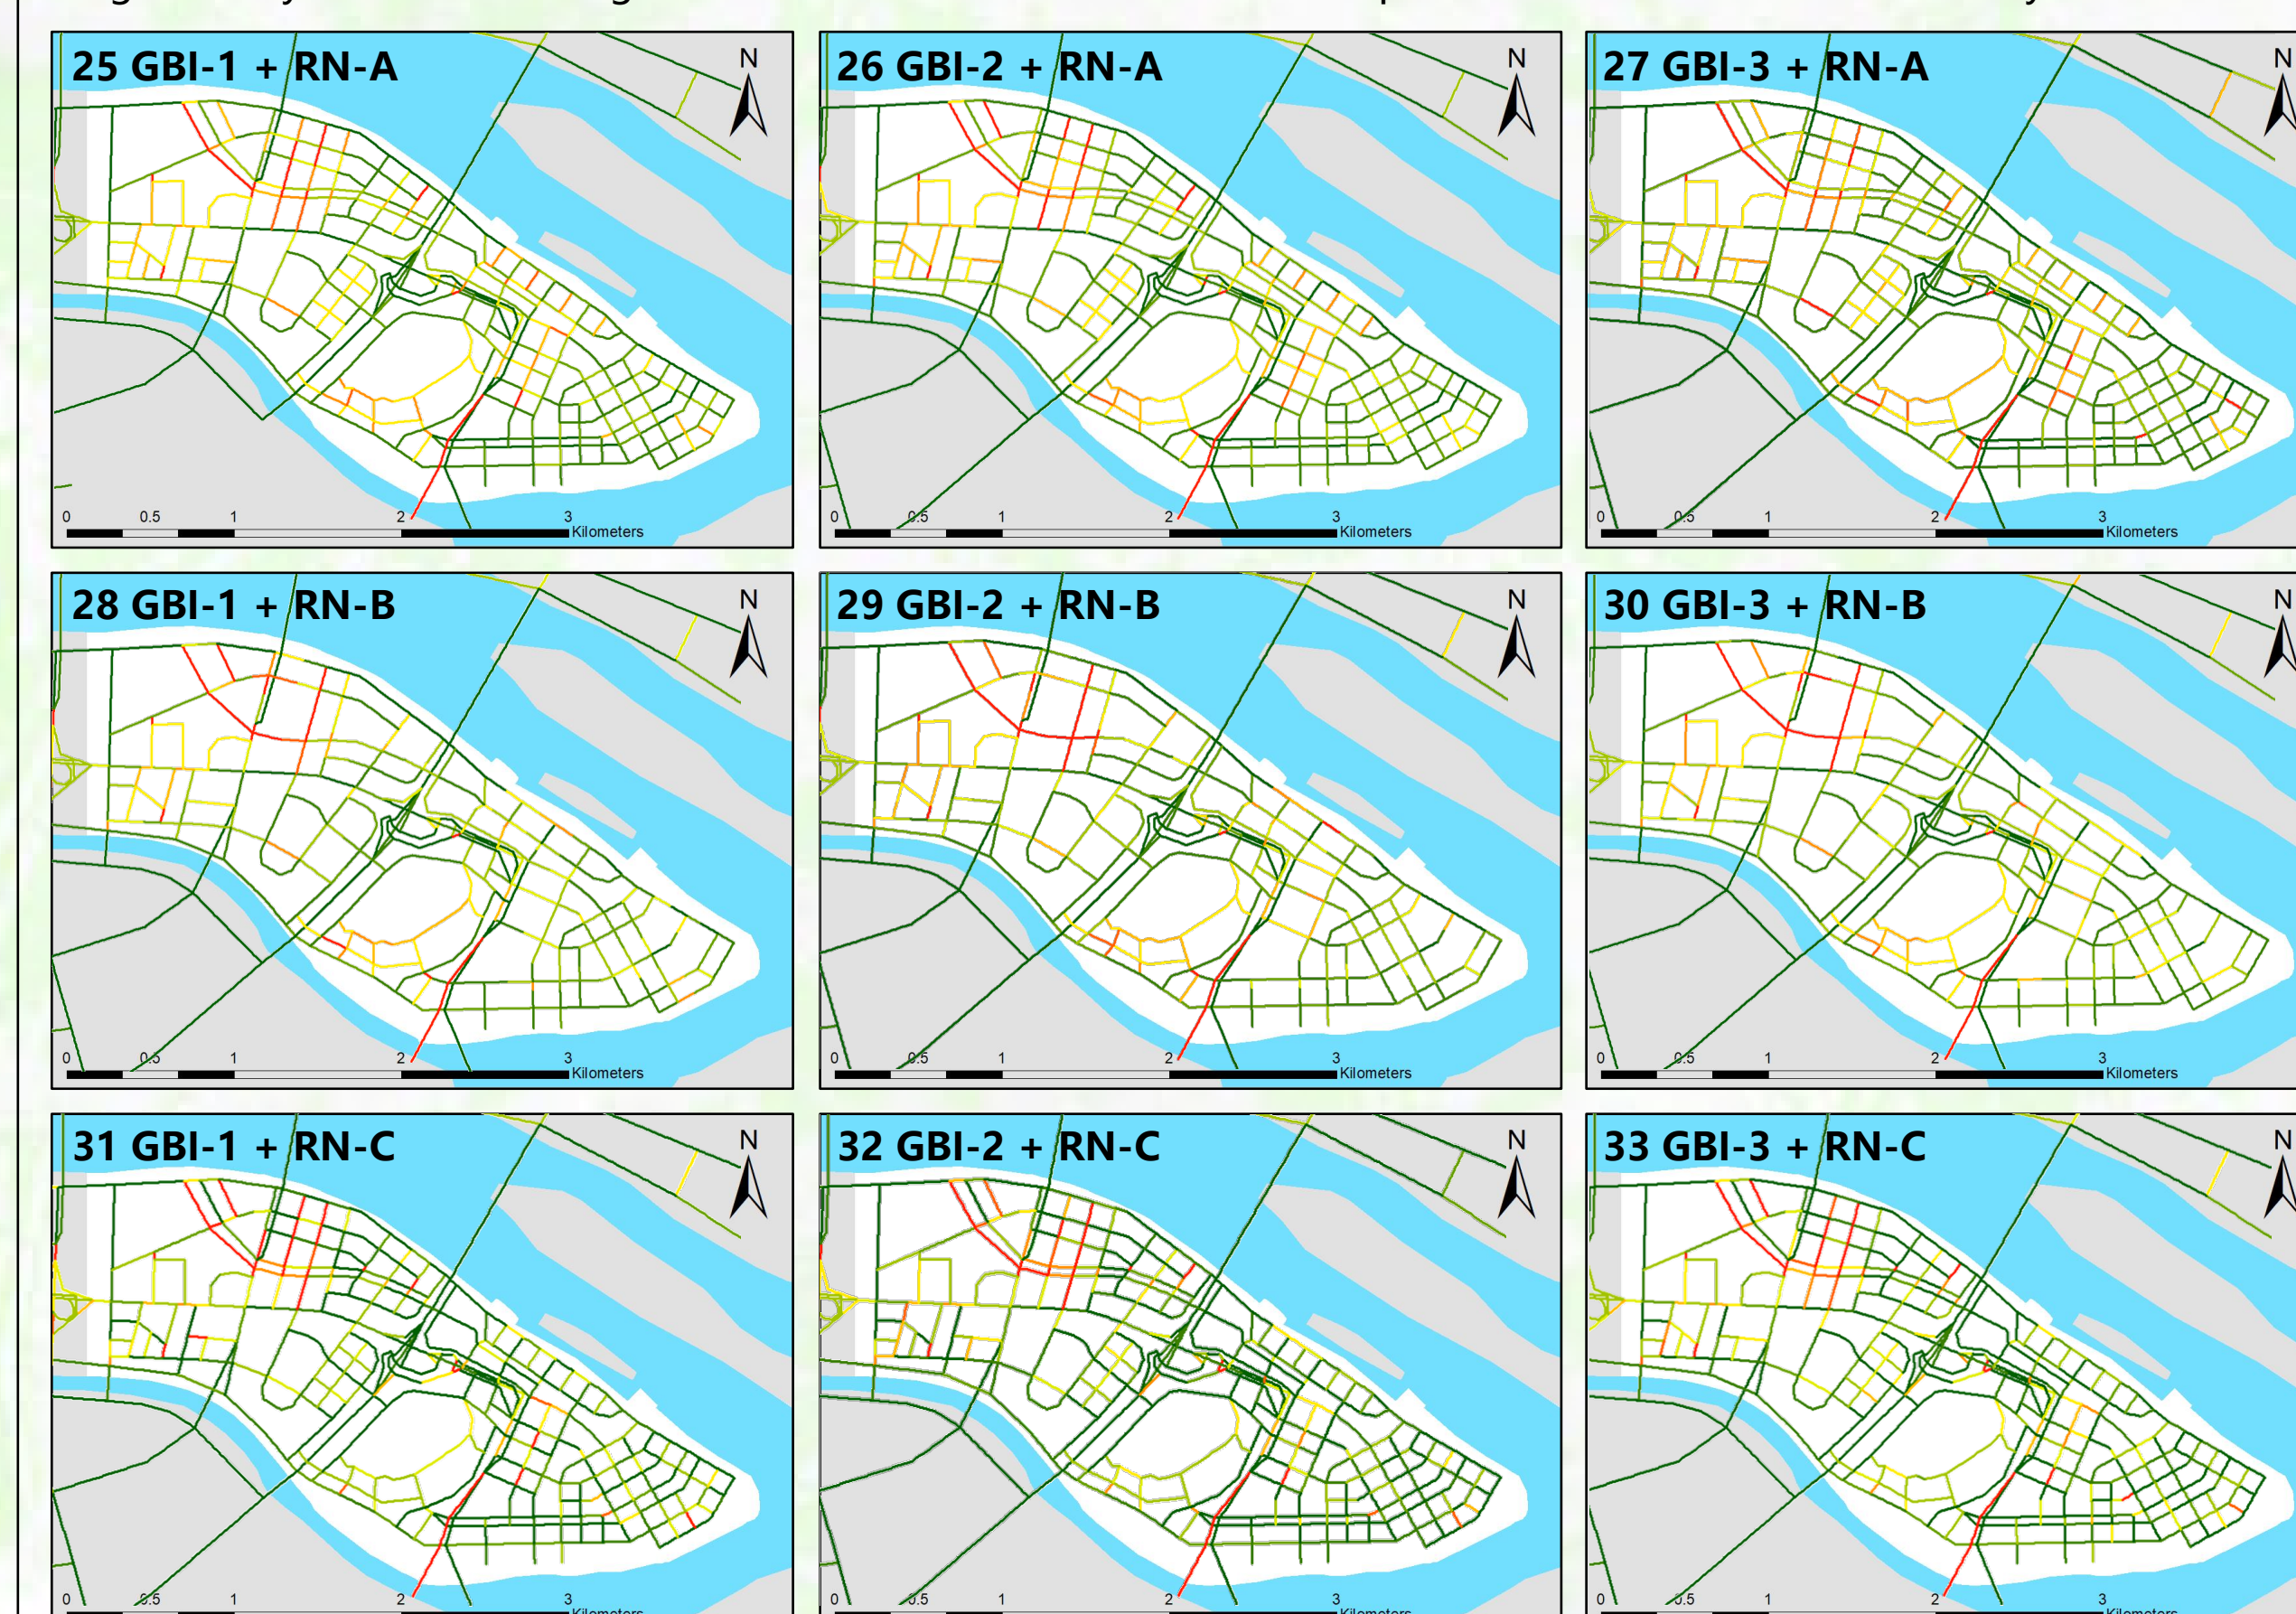 25 GBI-1 + RN-A
N
0 0.5 1 2 3
Kilometers
26 GBI-2 + RN-A
N
0 0.5 1 2 3
Kilometers
27 GBI-3 + RN-A
N
0 0.5 1 2 3
Kilometers
28 GBI-1 + RN-B
N
0 0.5 1 2 3
Kilometers
29 GBI-2 + RN-B
N
0 0.5 1 2 3
Kilometers
30 GBI-3 + RN-B
N
0 0.5 1 2 3
Kilometers
31 GBI-1 + RN-C
N
0 0.5 1 2 3
Kilometers
32 GBI-2 + RN-C
N
0 0.5 1 2 3
Kilometers
33 GBI-3 + RN-C
N
0 0.5 1 2 3
Kilometers